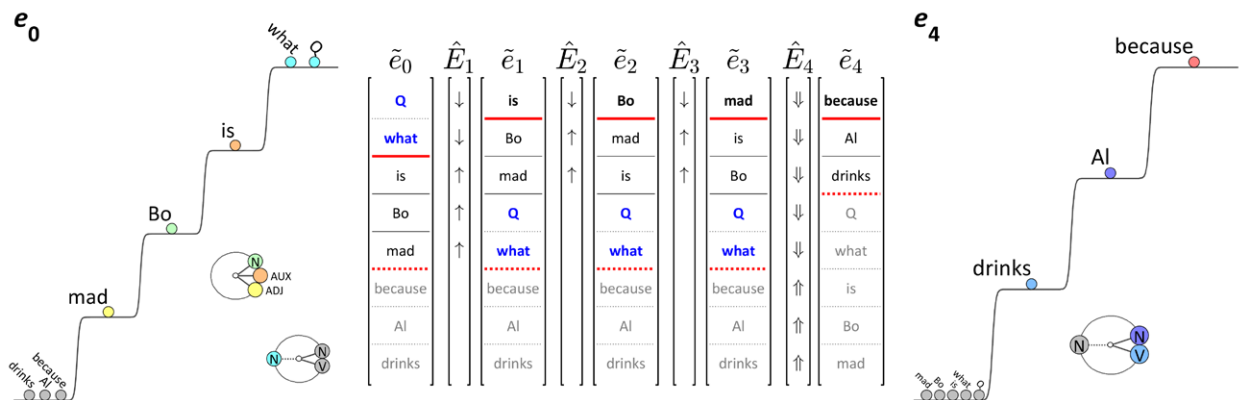 e0
what Q
is
Bo
mad
drinks Al because
N
AUX
ADJ
N N
V
ẽ0 Ê1 ẽ1 Ê2 ẽ2 Ê3 ẽ3 Ê4 ẽ4
Q ↓ is ↓ Bo ↓ mad ⇓ because
what ↓ Bo ↑ mad ↑ is ⇓ Al
is ↑ mad ↑ is ↑ Bo ⇓ drinks
Bo ↑ Q Q Q ⇓ Q
mad ↑ what what what ⇓ what
because because because because ⇑ is
Al Al Al Al ⇑ Bo
drinks drinks drinks drinks ⇑ mad
e4
because
Al
drinks
mad Bo is what Q
N N
V